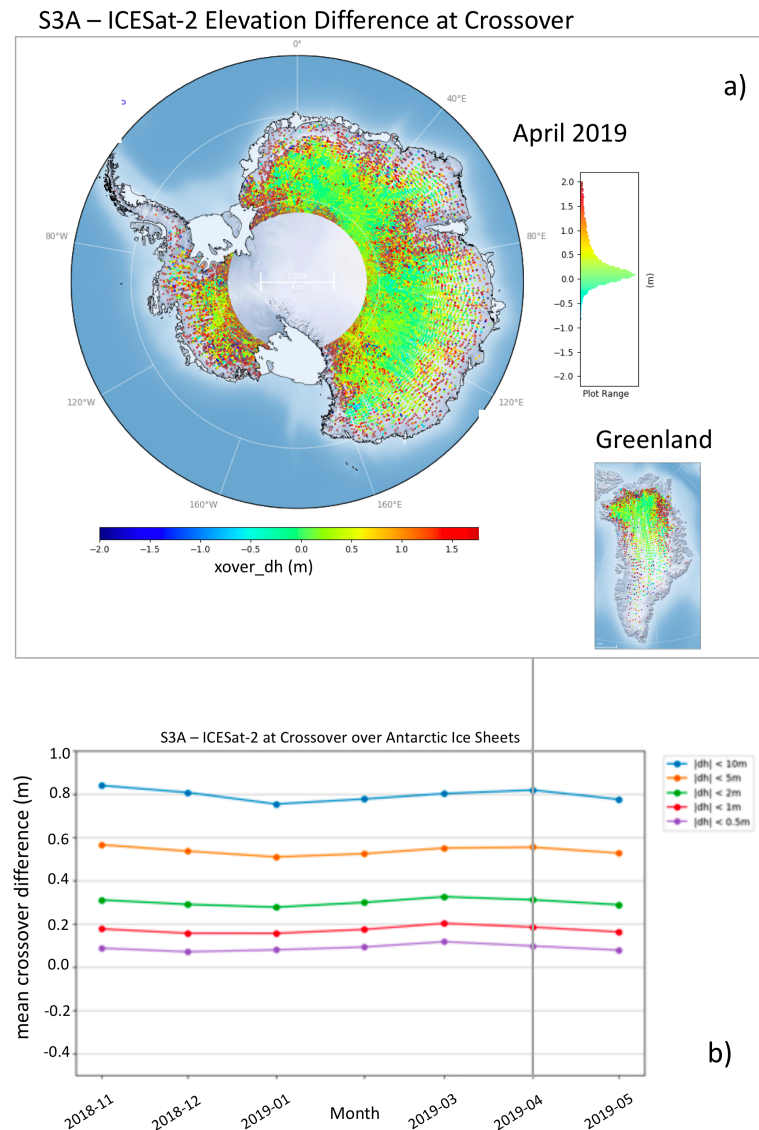 S3A – ICESat-2 Elevation Difference at Crossover
a)
0°
40°E
April 2019
80°W
80°E
1000
120°W
120°E
160°W
160°E
2.0
1.5
1.0
0.5
0.0
−0.5
−1.0
−1.5
−2.0
(m)
Plot Range
Greenland
−2.0 −1.5 −1.0 −0.5 0.0 0.5 1.0 1.5
xover_dh (m)
S3A – ICESat-2 at Crossover over Antarctic Ice Sheets
mean crossover difference (m)
1.0
0.8
0.6
0.4
0.2
0.0
-0.2
-0.4
|dh| < 10m
|dh| < 5m
|dh| < 2m
|dh| < 1m
|dh| < 0.5m
b)
2018-11 2018-12 2019-01 Month 2019-03 2019-04 2019-05